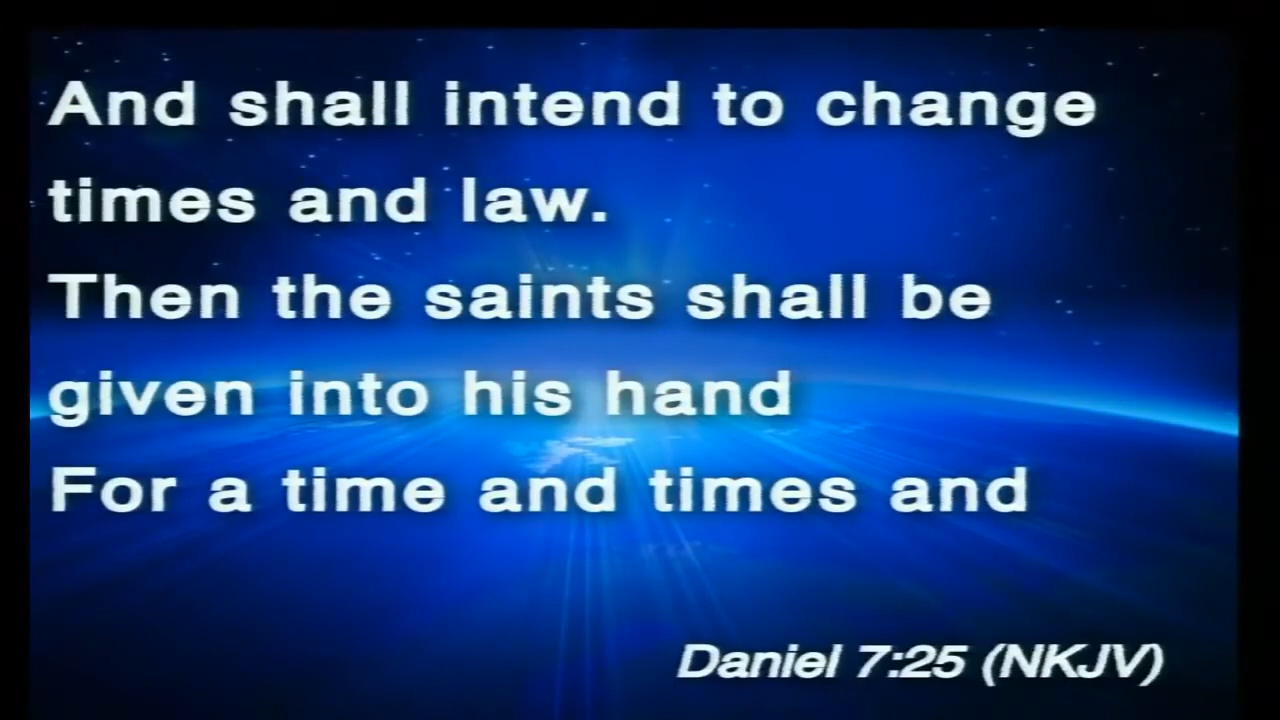 And shall intend to change
times and law.
Then the saints shall be
given into his hand
For a time and times and
Daniel 7:25 (NKJV)